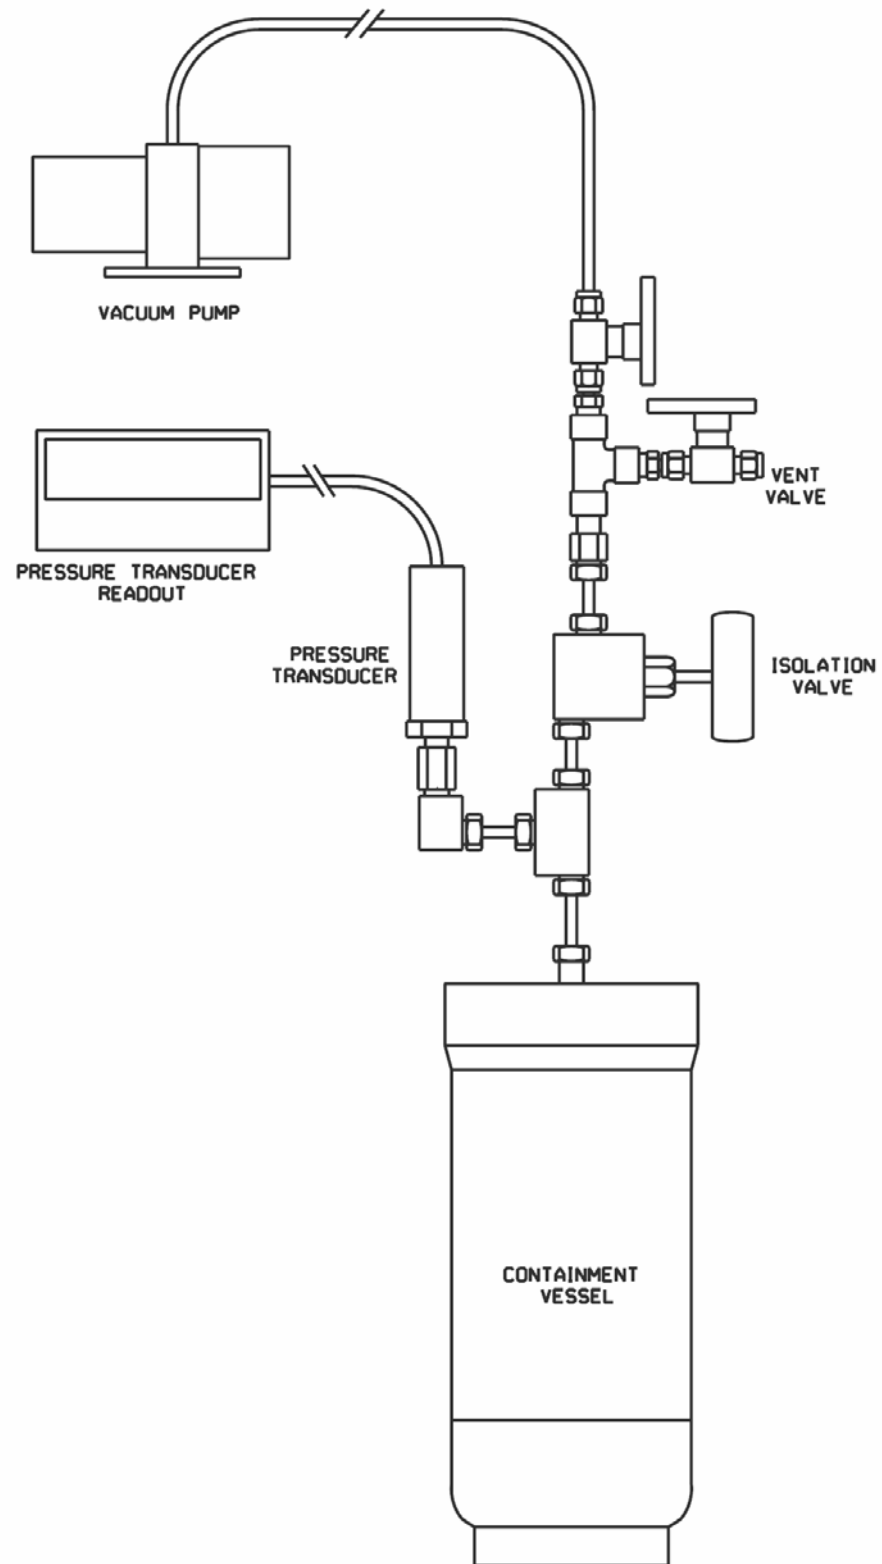 VACUUM PUMP
VENT
VALVE
PRESSURE TRANSDUCER
READOUT
PRESSURE
TRANSDUCER
ISOLATION
VALVE
CONTAINMENT
VESSEL